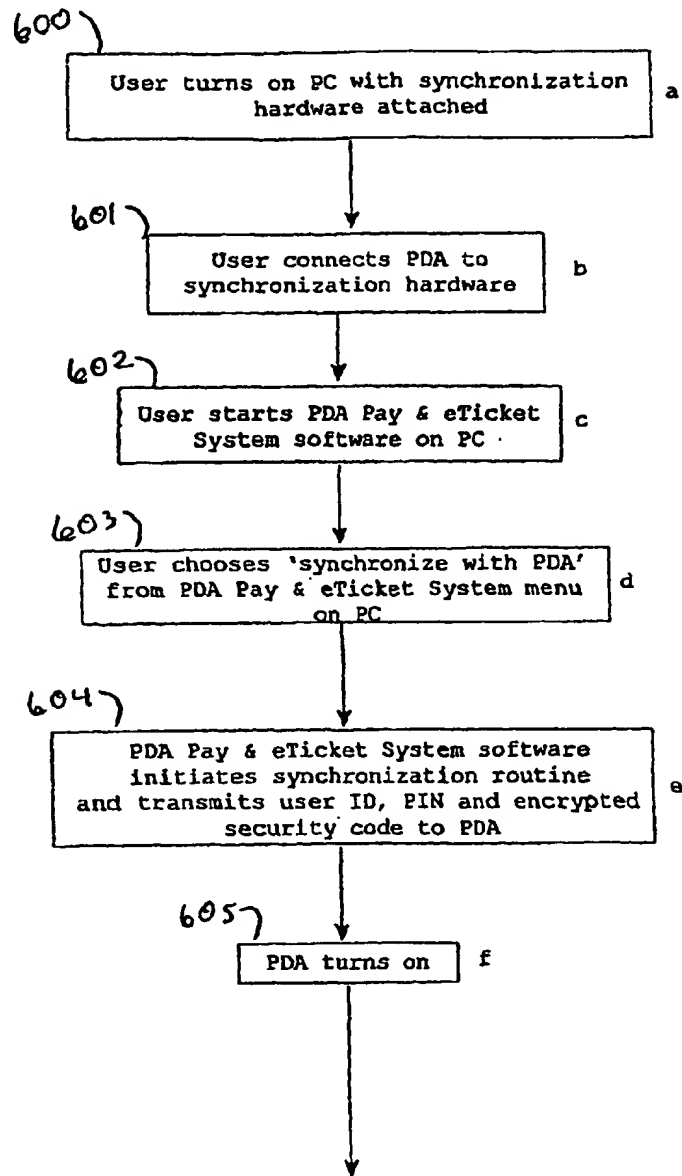 600
User turns on PC with synchronization
hardware attached
a
601
User connects PDA to
synchronization hardware
b
602
User starts PDA Pay & eTicket
System software on PC
c
603
User chooses 'synchronize with PDA'
from PDA Pay & eTicket System menu
on PC
d
604
PDA Pay & eTicket System software
initiates synchronization routine
and transmits user ID, PIN and encrypted
security code to PDA
e
605
PDA turns on
f